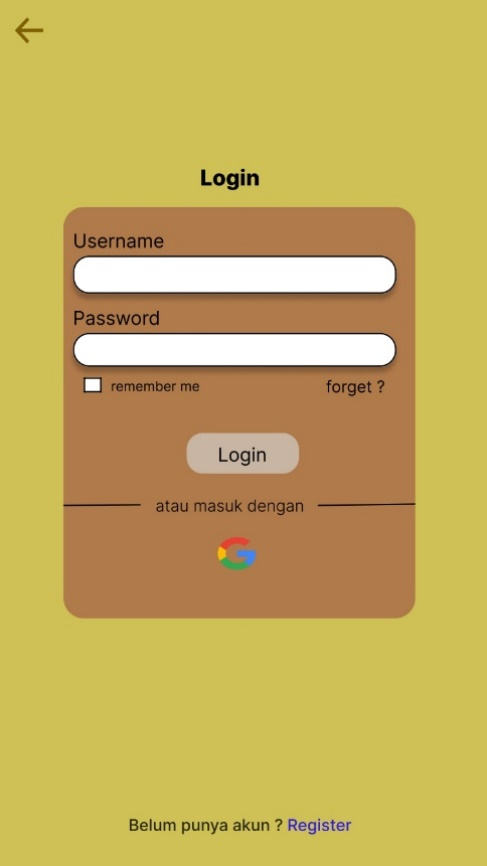 Login
Username
Password
remember me forget ?
Login
atau masuk dengan
Belum punya akun ? Register